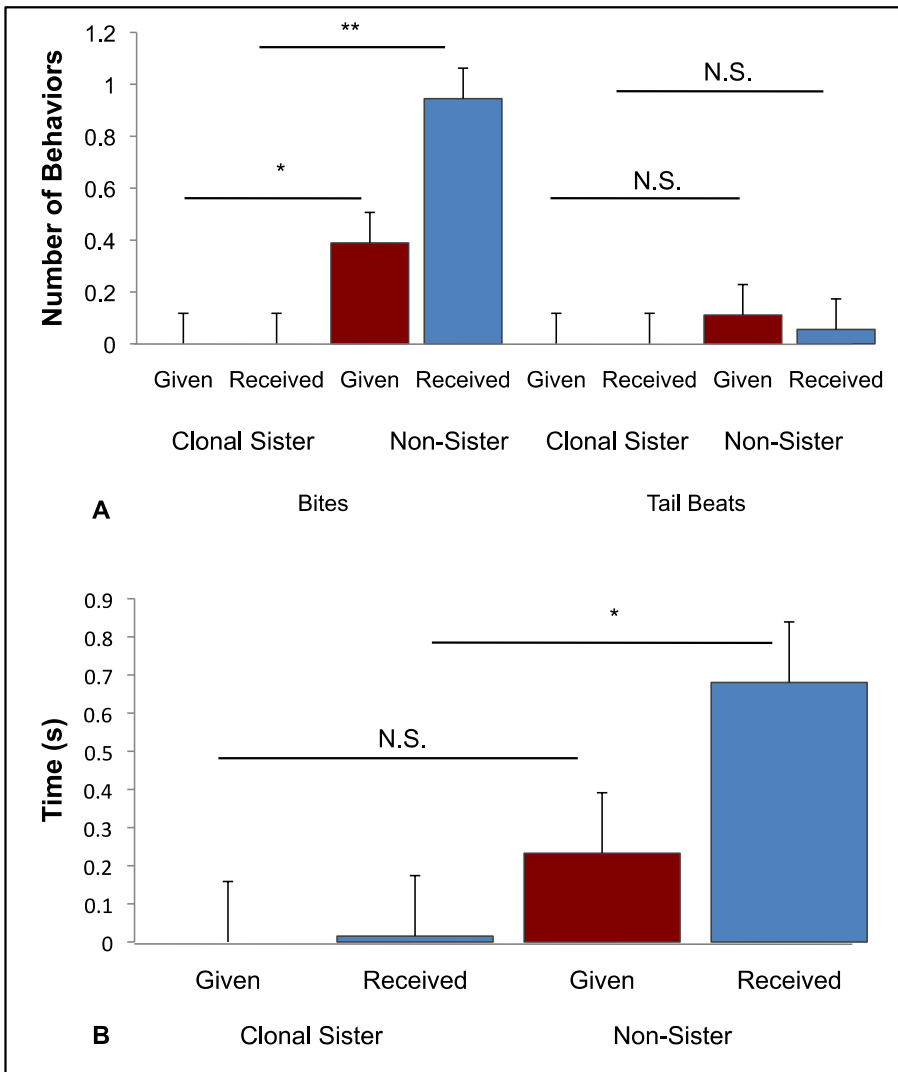 1.2
1
0.8
0.6
0.4
0.2
0
Number of Behaviors
**
*
N.S.
N.S.
Given Received Given Received Given Received Given Received
Clonal Sister Non-Sister Clonal Sister Non-Sister
A Bites Tail Beats
0.9
0.8
0.7
0.6
0.5
0.4
0.3
0.2
0.1
0
Time (s)
*
N.S.
Given Received Given Received
B Clonal Sister Non-Sister